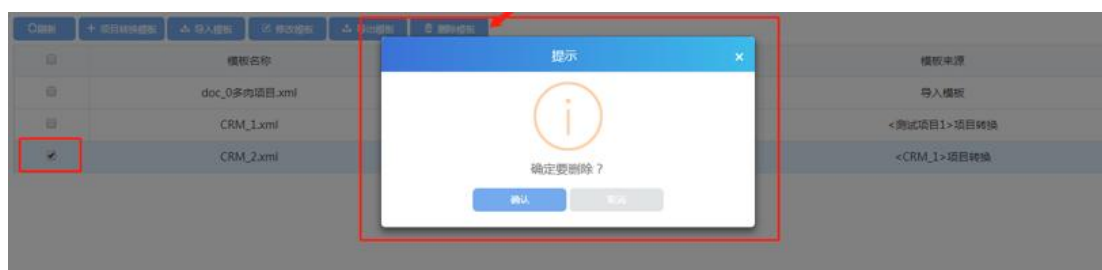 刷新 + 项目转换模板 导入模板 修改模板 导出模板 删除模板
提示 ×
模板名称 模板来源
doc_0多肉项目.xml 导入模板
CRM_1.xml <测试项目1>项目转换
CRM_2.xml <CRM_1>项目转换
确定要删除？
确认 取消